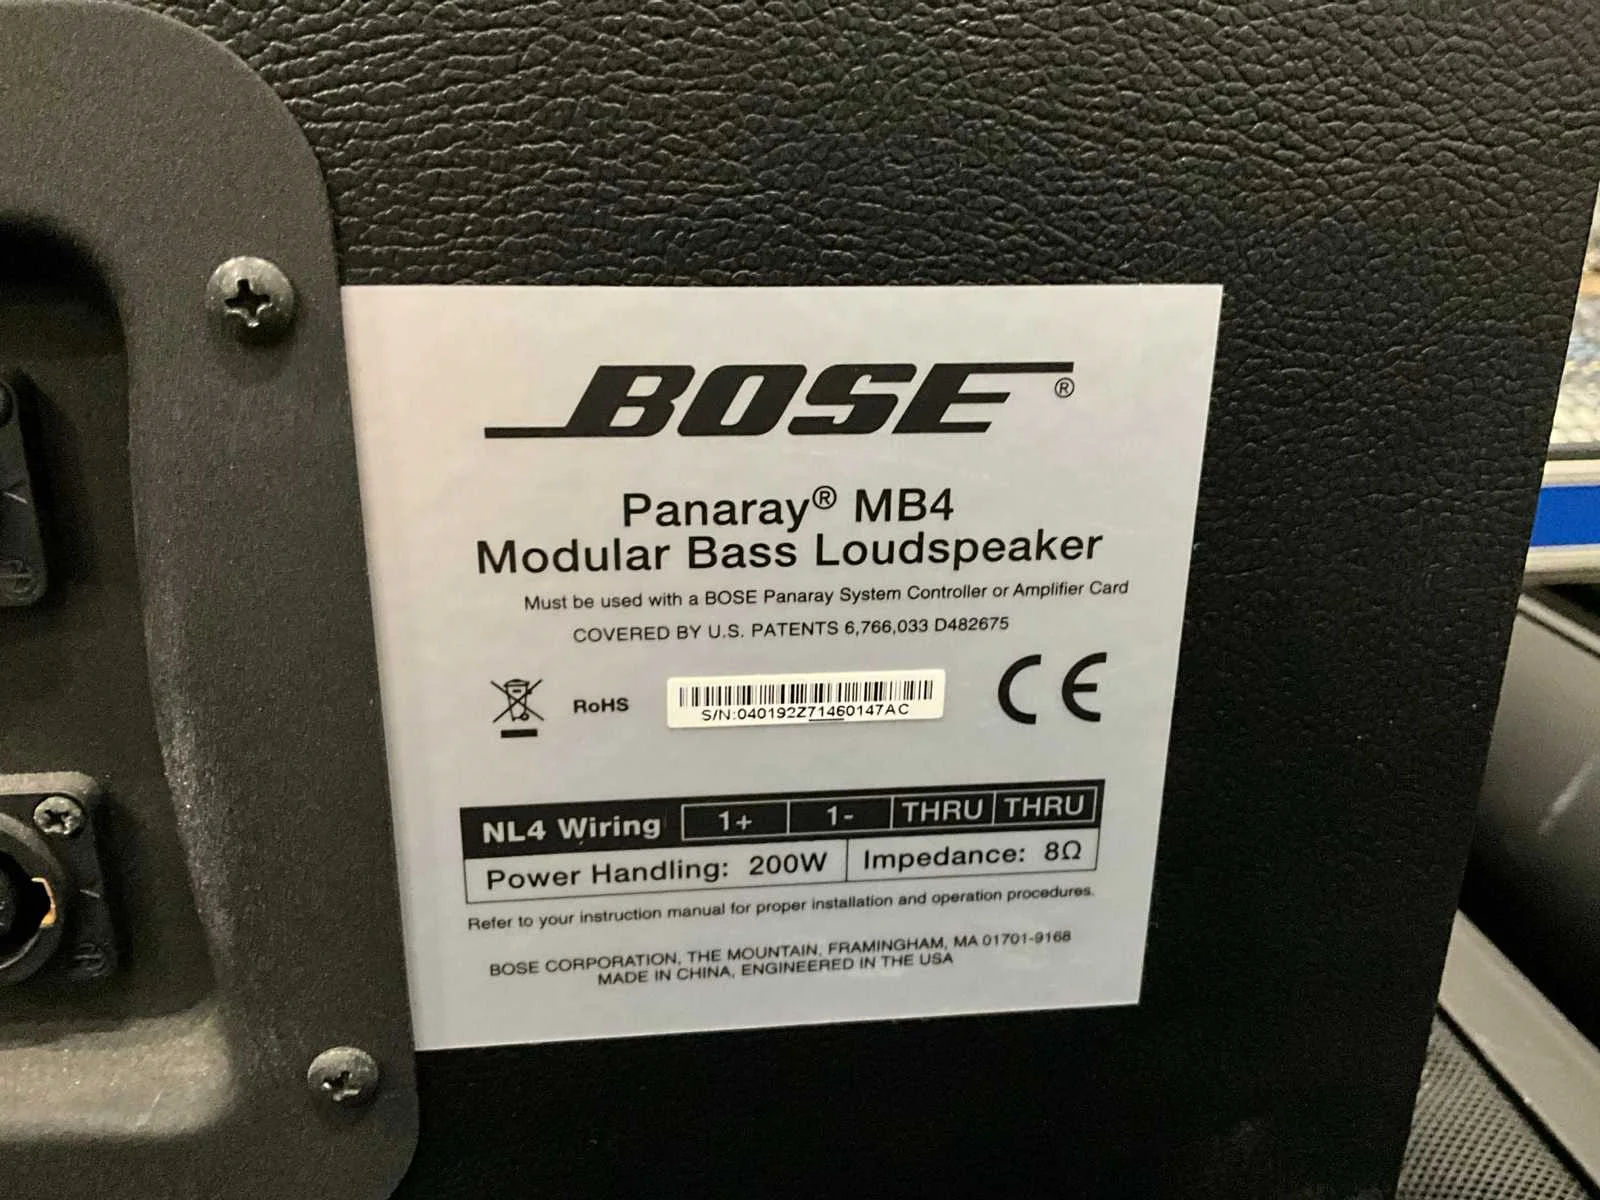 BOSE®
Panaray® MB4
Modular Bass Loudspeaker
Must be used with a BOSE Panaray System Controller or Amplifier Card
COVERED BY U.S. PATENTS 6,766,033 D482675
RoHS
S/N:040192Z71460147AC
CE
NL4 Wiring 1+ 1- THRU THRU
Power Handling: 200W Impedance: 8Ω
Refer to your instruction manual for proper installation and operation procedures.
BOSE CORPORATION, THE MOUNTAIN, FRAMINGHAM, MA 01701-9168
MADE IN CHINA, ENGINEERED IN THE USA